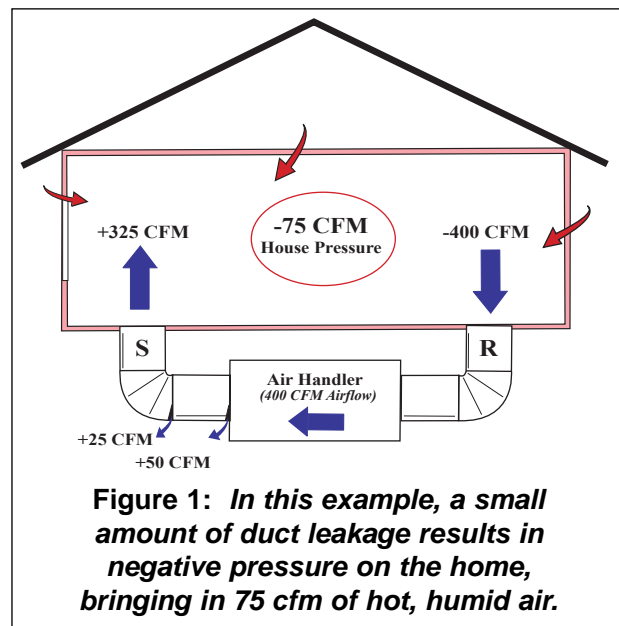 -75 CFM
House Pressure
+325 CFM
-400 CFM
S
R
Air Handler
(400 CFM Airflow)
+25 CFM
+50 CFM
Figure 1: In this example, a small
amount of duct leakage results in
negative pressure on the home,
bringing in 75 cfm of hot, humid air.